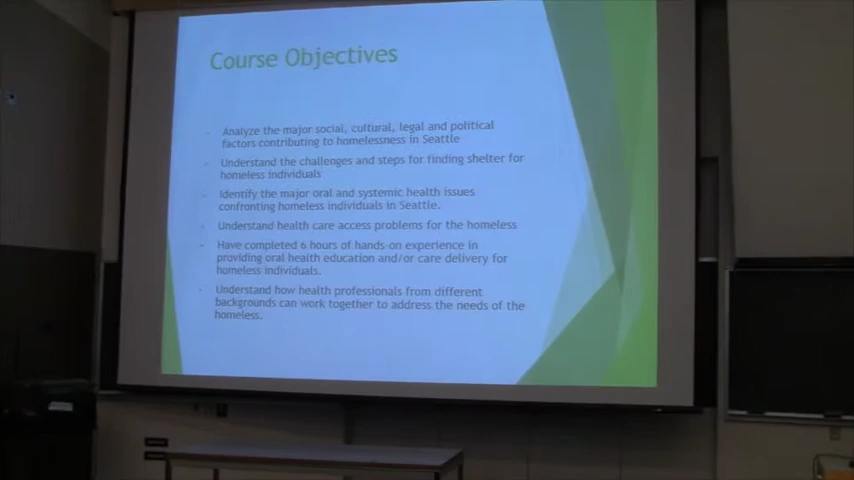 Course Objectives
Analyze the major social, cultural, legal and political
factors contributing to homelessness in Seattle
Understand the challenges and steps for finding shelter for
homeless individuals
Identify the major oral and systemic health issues
confronting homeless individuals in Seattle.
Understand health care access problems for the homeless
Have completed 6 hours of hands-on experience in
providing oral health education and/or care delivery for
homeless individuals.
Understand how health professionals from different
backgrounds can work together to address the needs of the
homeless.